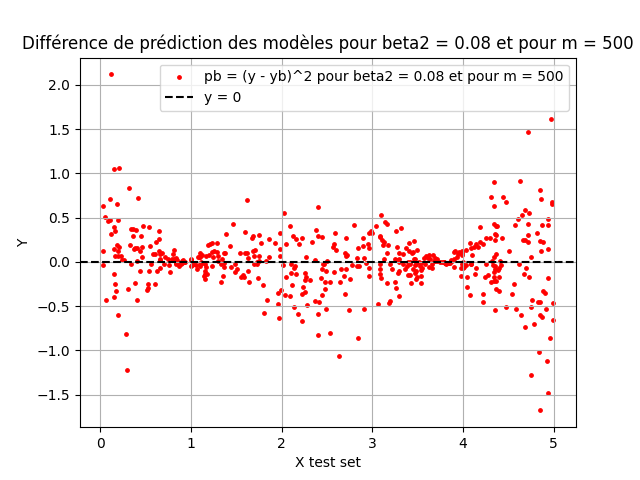 Différence de prédiction des modèles pour beta2 = 0.08 et pour m = 500
pb = (y - yb)^2 pour beta2 = 0.08 et pour m = 500
y = 0
2.0
1.5
1.0
0.5
0.0
−0.5
−1.0
−1.5
Y
0 1 2 3 4 5
X test set